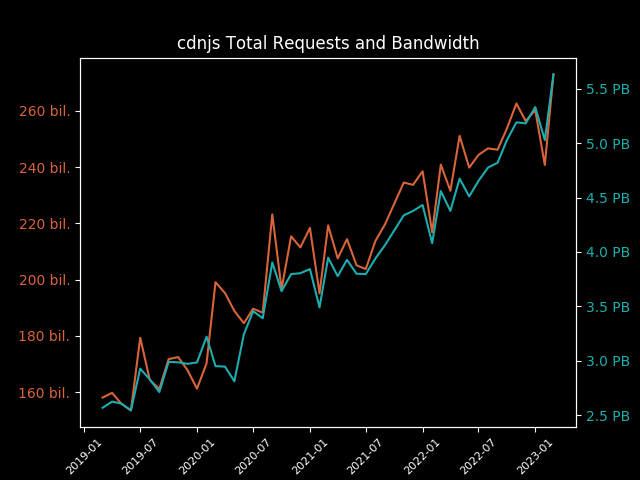 cdnjs Total Requests and Bandwidth
260 bil.
240 bil.
220 bil.
200 bil.
180 bil.
160 bil.
5.5 PB
5.0 PB
4.5 PB
4.0 PB
3.5 PB
3.0 PB
2.5 PB
2019-01
2019-07
2020-01
2020-07
2021-01
2021-07
2022-01
2022-07
2023-01